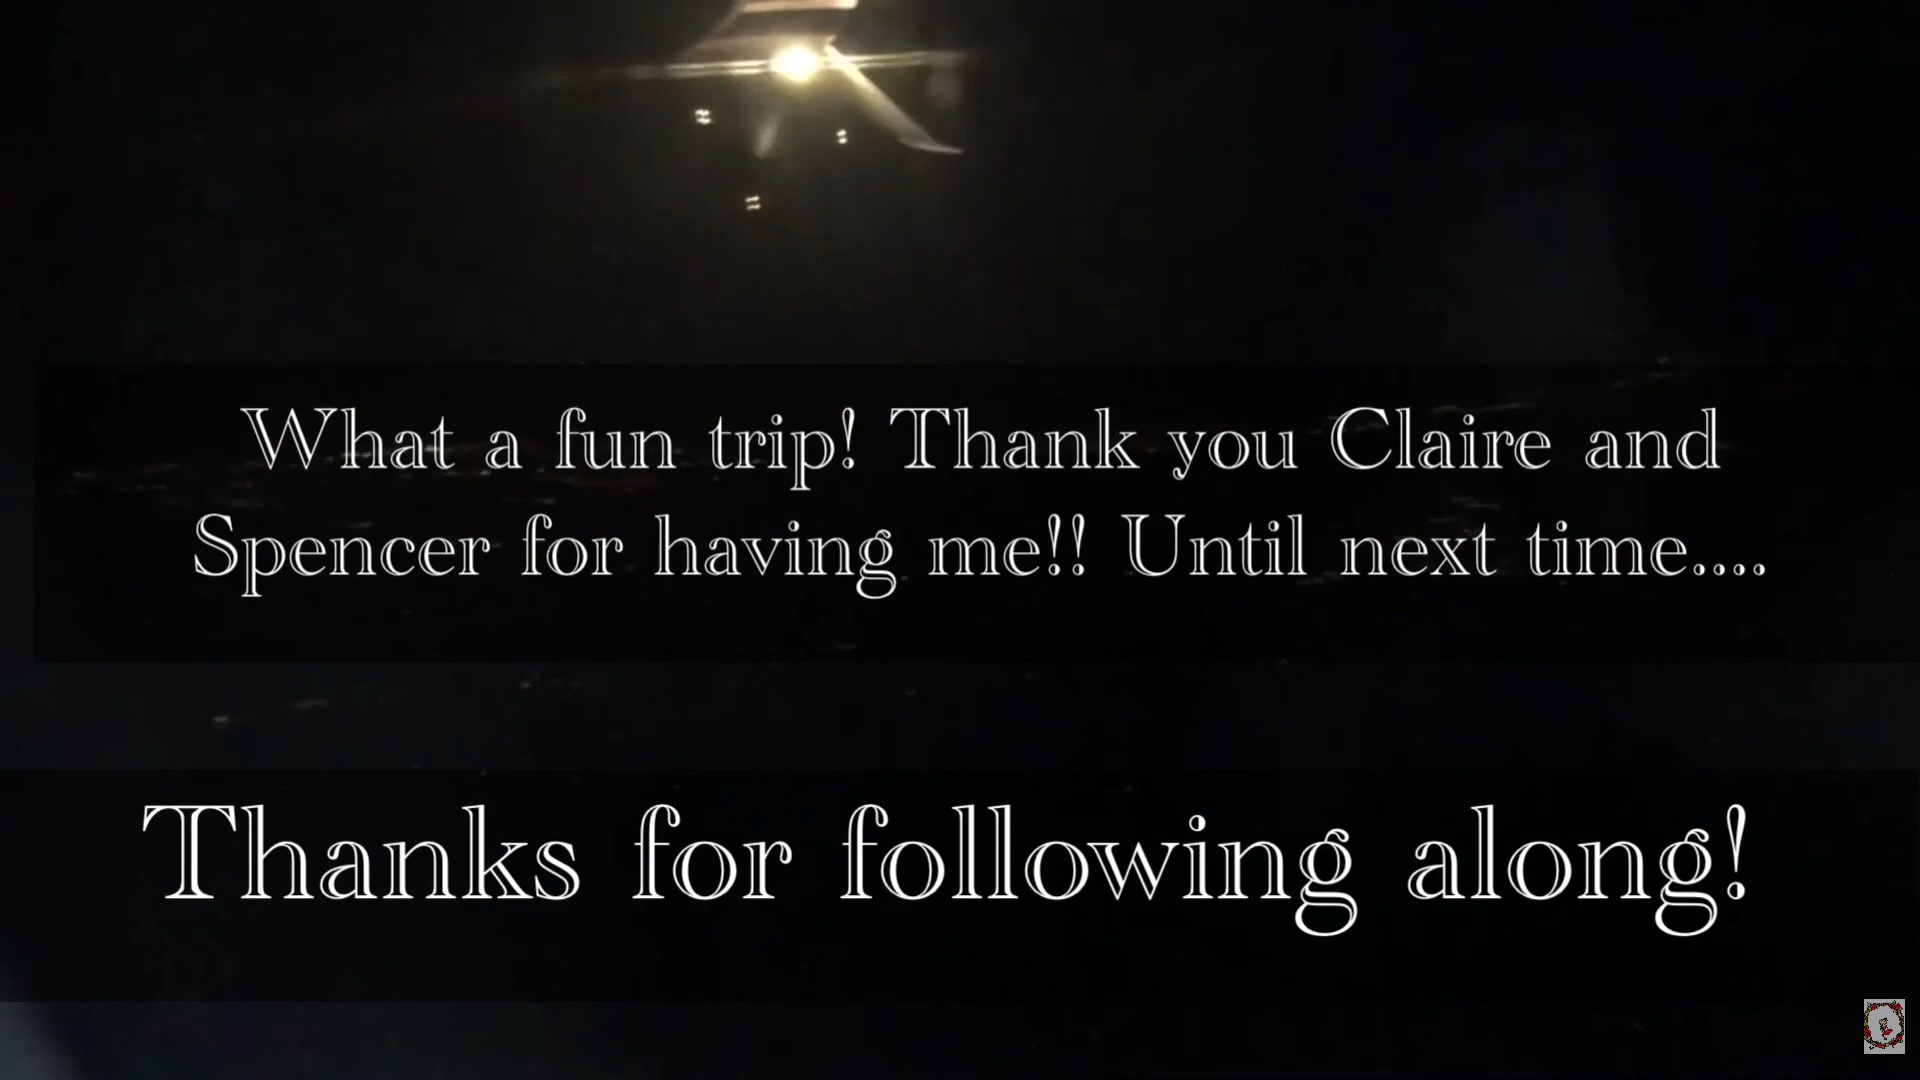 What a fun trip! Thank you Claire and
Spencer for having me!! Until next time....
Thanks for following along!